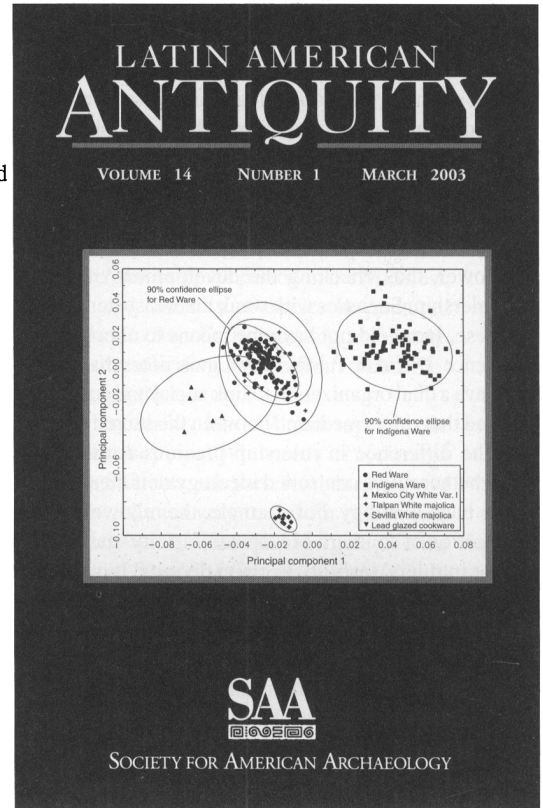 LATIN AMERICAN
ANTIQUITY
VOLUME 14 NUMBER 1 MARCH 2003
90% confidence ellipse
for Red Ware
90% confidence ellipse
for Indígena Ware
Principal component 2
0.06
0.04
0.02
0.00
-0.02
-0.06
-0.10
Red Ware
Indígena Ware
Mexico City White Var. I
Tlalpan White majolica
Sevilla White majolica
Lead glazed cookware
-0.08 -0.06 -0.04 -0.02 0.00 0.02 0.04 0.06 0.08
Principal component 1
SAA
SOCIETY FOR AMERICAN ARCHAEOLOGY